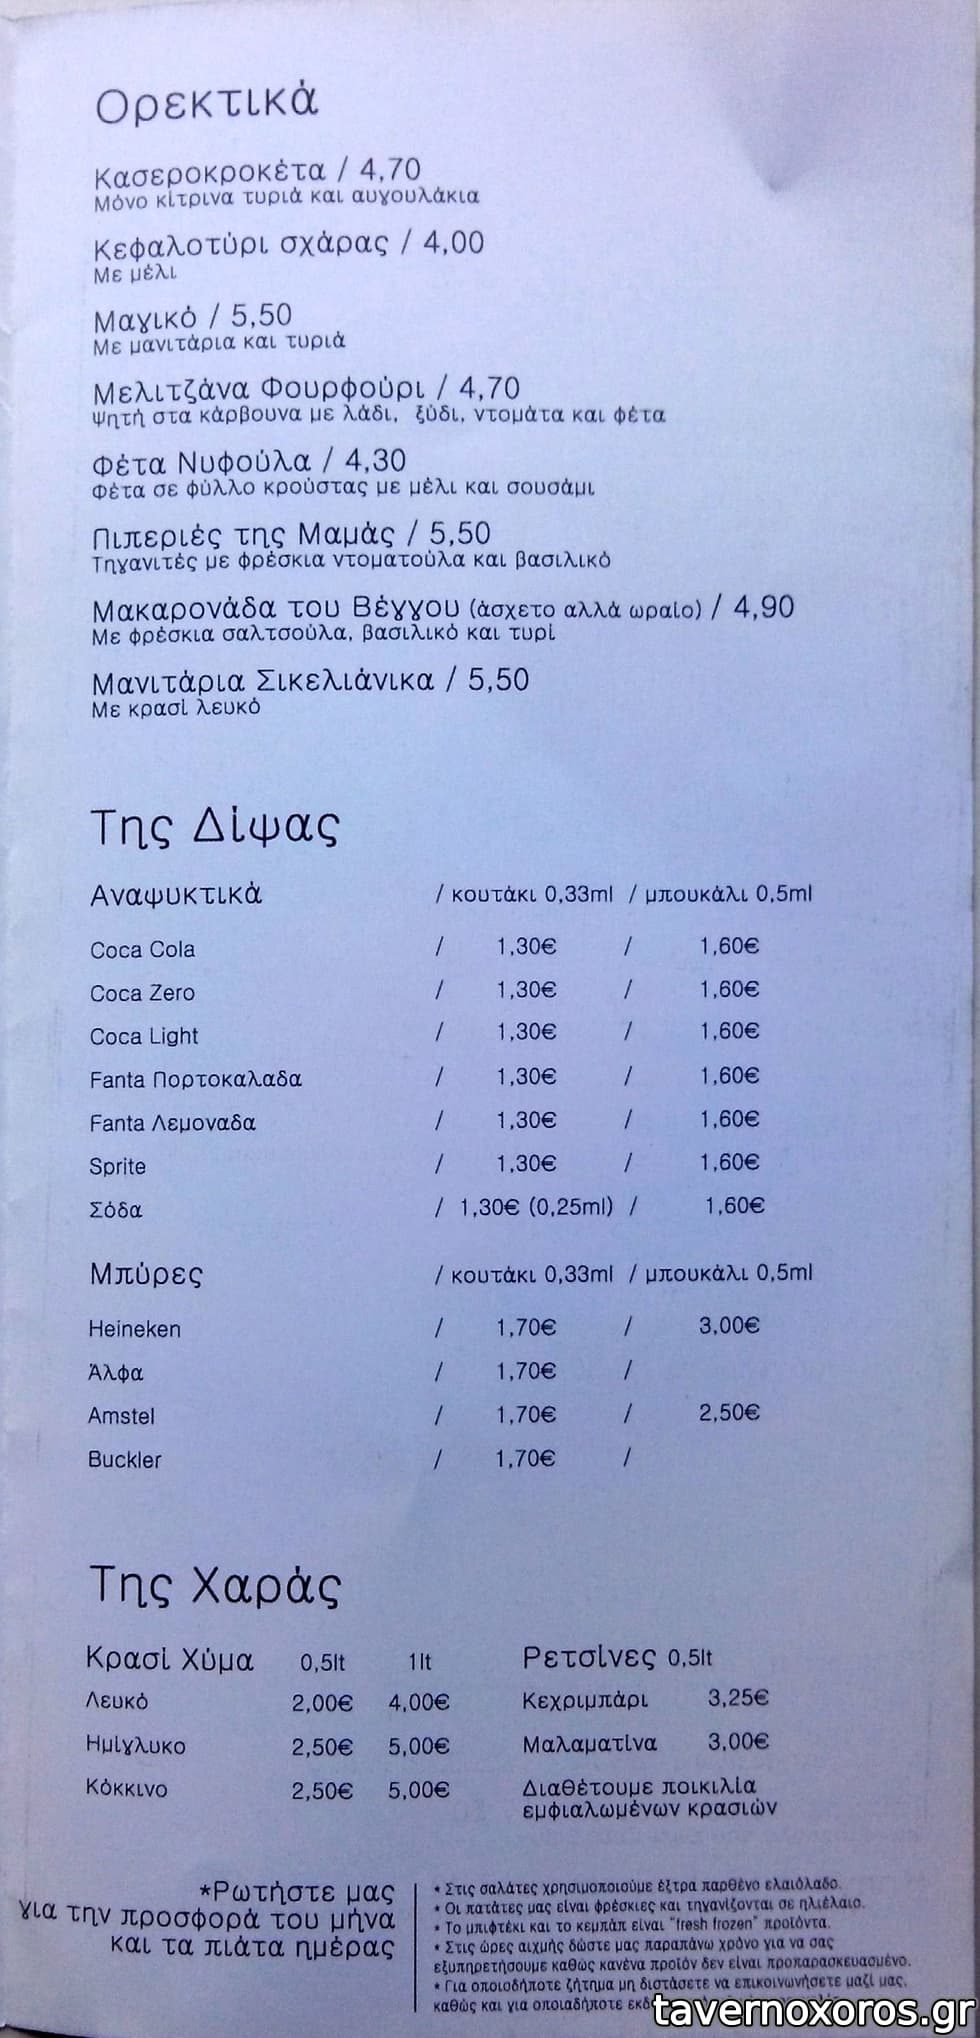 Ορεκτικά
Κασεροκροκέτα / 4,70
Μόνο κίτρινα τυριά και αυγουλάκια
Κεφαλοτύρι σχάρας / 4,00
Με μέλι
Μαγικό / 5,50
Με μανιτάρια και τυριά
Μελιτζάνα Φουρφούρι / 4,70
Ψητή στα κάρβουνα με λάδι, ξύδι, ντομάτα και φέτα
Φέτα Νυφούλα / 4,30
Φέτα σε φύλλο κρούστας με μέλι και σουσάμι
Πιπεριές της Μαμάς / 5,50
Τηγανιτές με φρέσκια ντοματούλα και βασιλικό
Μακαρονάδα του Βέγγου (άσχετο αλλά ωραίο) / 4,90
Με φρέσκια σαλτσούλα, βασιλικό και τυρί
Μανιτάρια Σικελιάνικα / 5,50
Με κρασί λευκό
Της Δίψας
Αναψυκτικά / κουτάκι 0,33ml / μπουκάλι 0,5ml
Coca Cola / 1,30€ / 1,60€
Coca Zero / 1,30€ / 1,60€
Coca Light / 1,30€ / 1,60€
Fanta Πορτοκαλαδα / 1,30€ / 1,60€
Fanta Λεμοναδα / 1,30€ / 1,60€
Sprite / 1,30€ / 1,60€
Σόδα / 1,30€ (0,25ml) / 1,60€
Μπύρες / κουτάκι 0,33ml / μπουκάλι 0,5ml
Heineken / 1,70€ / 3,00€
Άλφα / 1,70€ /
Amstel / 1,70€ / 2,50€
Buckler / 1,70€ /
Της Χαράς
Κρασί Χύμα 0,5lt 1lt
Λευκό 2,00€ 4,00€
Ημίγλυκο 2,50€ 5,00€
Κόκκινο 2,50€ 5,00€
Ρετσίνες 0,5lt
Κεχριμπάρι 3,25€
Μαλαματίνα 3,00€
Διαθέτουμε ποικιλία
εμφιαλωμένων κρασιών
*Ρωτήστε μας
για την προσφορά του μήνα
και τα πιάτα ημέρας
* Στις σαλάτες χρησιμοποιούμε έξτρα παρθένο ελαιόλαδο.
* Οι πατάτες μας είναι φρέσκιες και τηγανίζονται σε ηλιέλαιο.
* Το μπιφτέκι και το κεμπάπ είναι "fresh frozen" προϊόντα.
* Στις ώρες αιχμής δώστε μας παραπάνω χρόνο για να σας
εξυπηρετήσουμε καθώς κανένα προϊόν δεν είναι προπαρασκευασμένο.
* Για οποιοδήποτε ζήτημα μη διστάσετε να επικοινωνήσετε μαζί μας,
καθώς και για οποιαδήποτε
tavernoxoros.gr